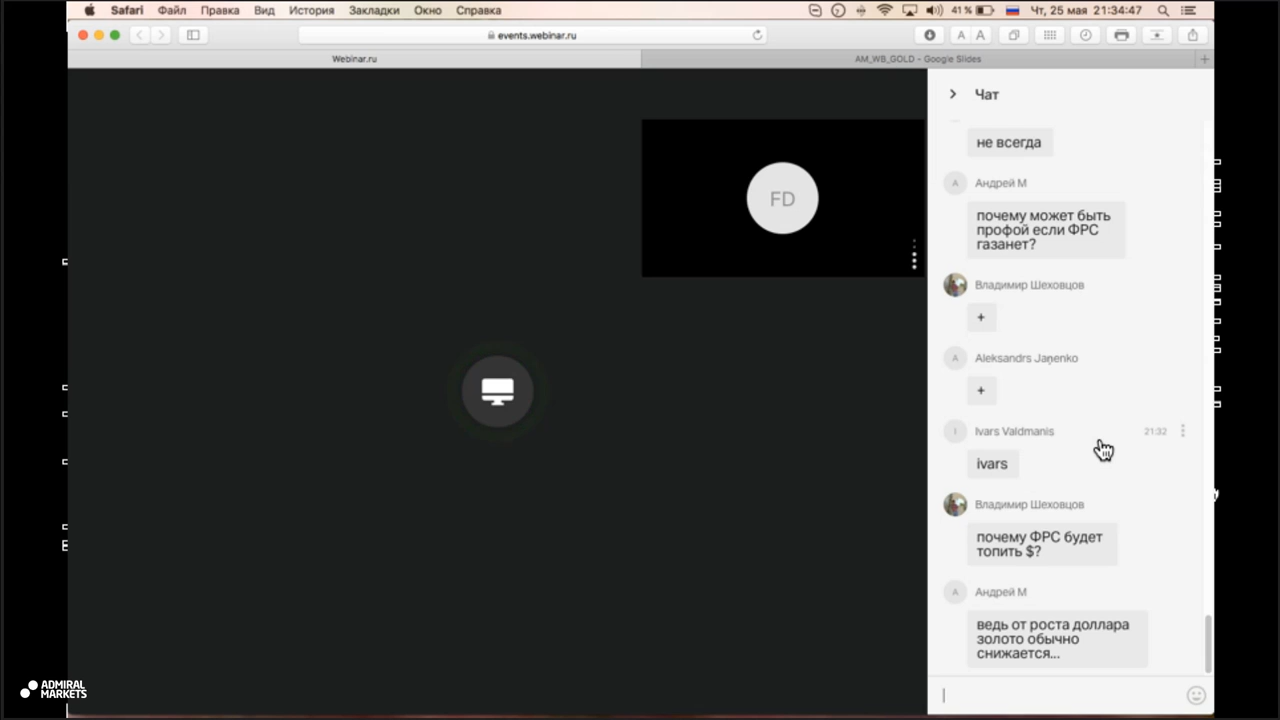 Safari Файл Правка Вид История Закладки Окно Справка 41 % Чт, 25 мая 21:34:47
events.webinar.ru A A
Webinar.ru AM_WB_GOLD - Google Slides
Чат
не всегда
А Андрей М
почему может быть
профой если ФРС
газанет?
Владимир Шеховцов
+
A Aleksandrs Jaņenko
+
I Ivars Valdmanis 21:32
ivars
Владимир Шеховцов
почему ФРС будет
топить $?
А Андрей М
ведь от роста доллара
золото обычно
снижается...
FD
ADMIRAL
MARKETS